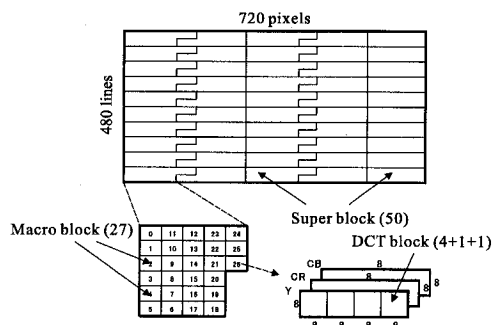 720 pixels
480 lines
Super block (50)
Macro block (27)
DCT block (4+1+1)
0 11 12 23 24
1 10 13 22 25
2 9 14 21 26
3 8 15 20
4 7 16 19
5 6 17 18
CB 8
CR 8
Y 8
8
8
8 8 8 8